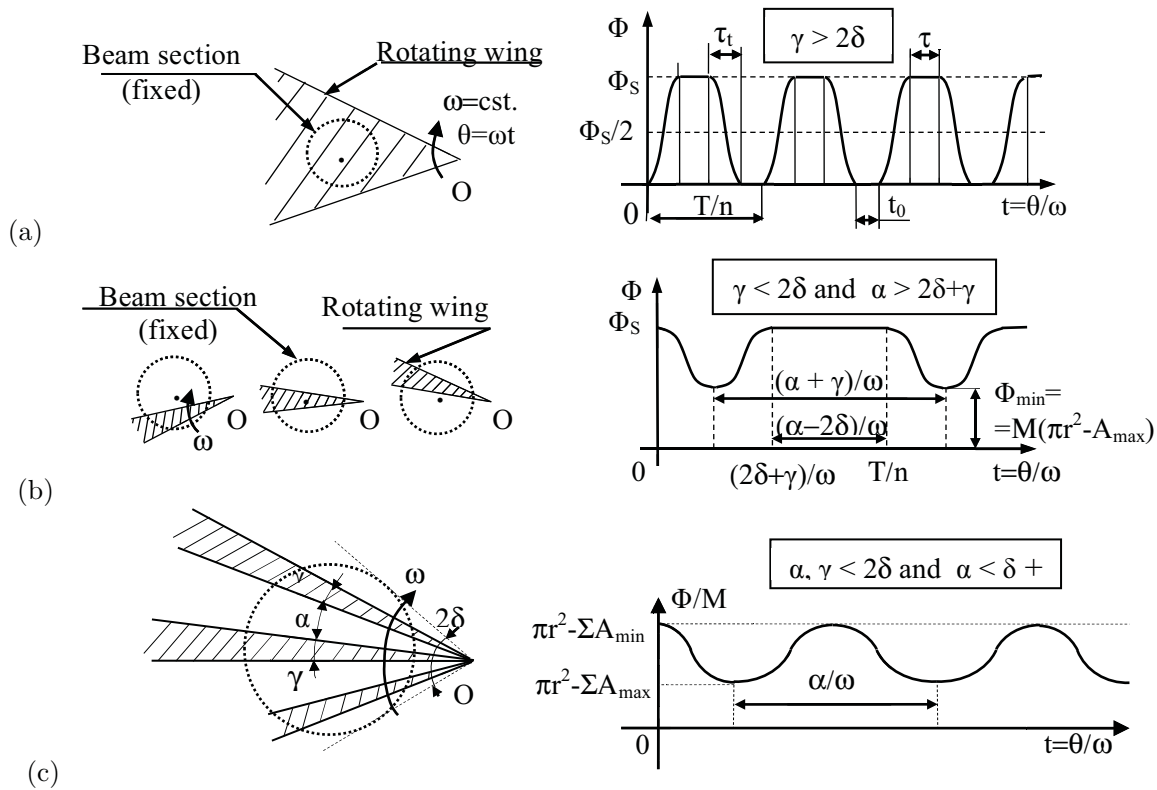 Beam section
(fixed)
Rotating wing
ω=cst.
θ=ωt
O
(a)
Φ
τt
γ > 2δ
τ
ΦS
ΦS/2
0
T/n
t0
t=θ/ω
Beam section
(fixed)
Rotating wing
O
O
O
ω
(b)
Φ
γ < 2δ and α > 2δ+γ
ΦS
(α + γ)/ω
Φmin=
(α−2δ)/ω
=M(πr²-Amax)
0
(2δ+γ)/ω
T/n
t=θ/ω
γ
ω
α
2δ
γ
O
(c)
α, γ < 2δ and α < δ +
Φ/M
πr²-ΣAmin
πr²-ΣAmax
α/ω
0
t=θ/ω